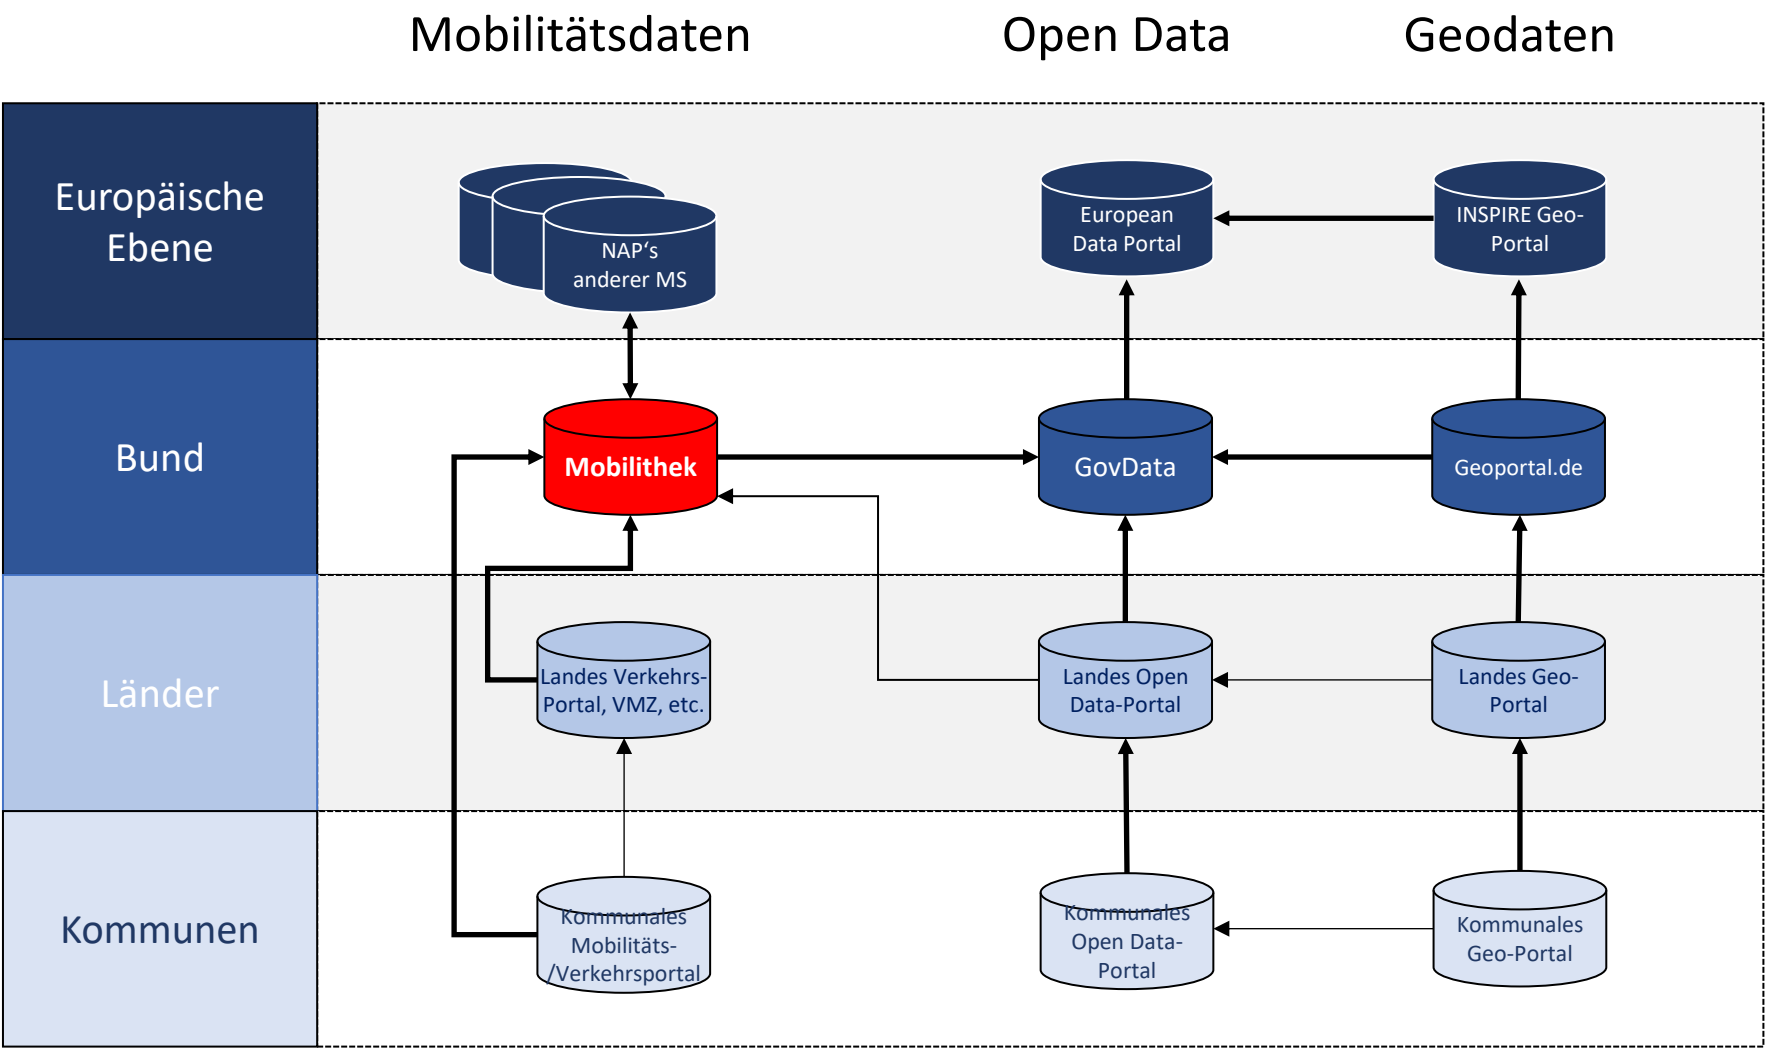 Mobilitätsdaten
Open Data
Geodaten
Europäische
Ebene
NAP‘s
anderer MS
European
Data Portal
INSPIRE Geo-
Portal
Bund
Mobilithek
GovData
Geoportal.de
Länder
Landes Verkehrs-
Portal, VMZ, etc.
Landes Open
Data-Portal
Landes Geo-
Portal
Kommunen
Kommunales
Mobilitäts-
/Verkehrsportal
Kommunales
Open Data-
Portal
Kommunales
Geo-Portal